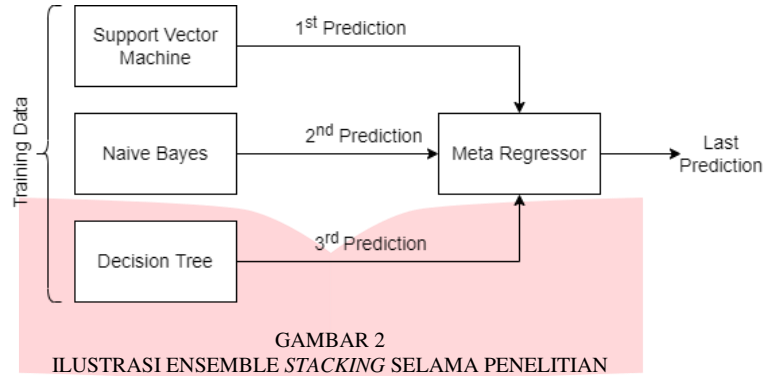 Training Data
Support Vector
Machine
1st Prediction
Naive Bayes
2nd Prediction
Meta Regressor
Last
Prediction
Decision Tree
3rd Prediction
GAMBAR 2
ILUSTRASI ENSEMBLE STACKING SELAMA PENELITIAN